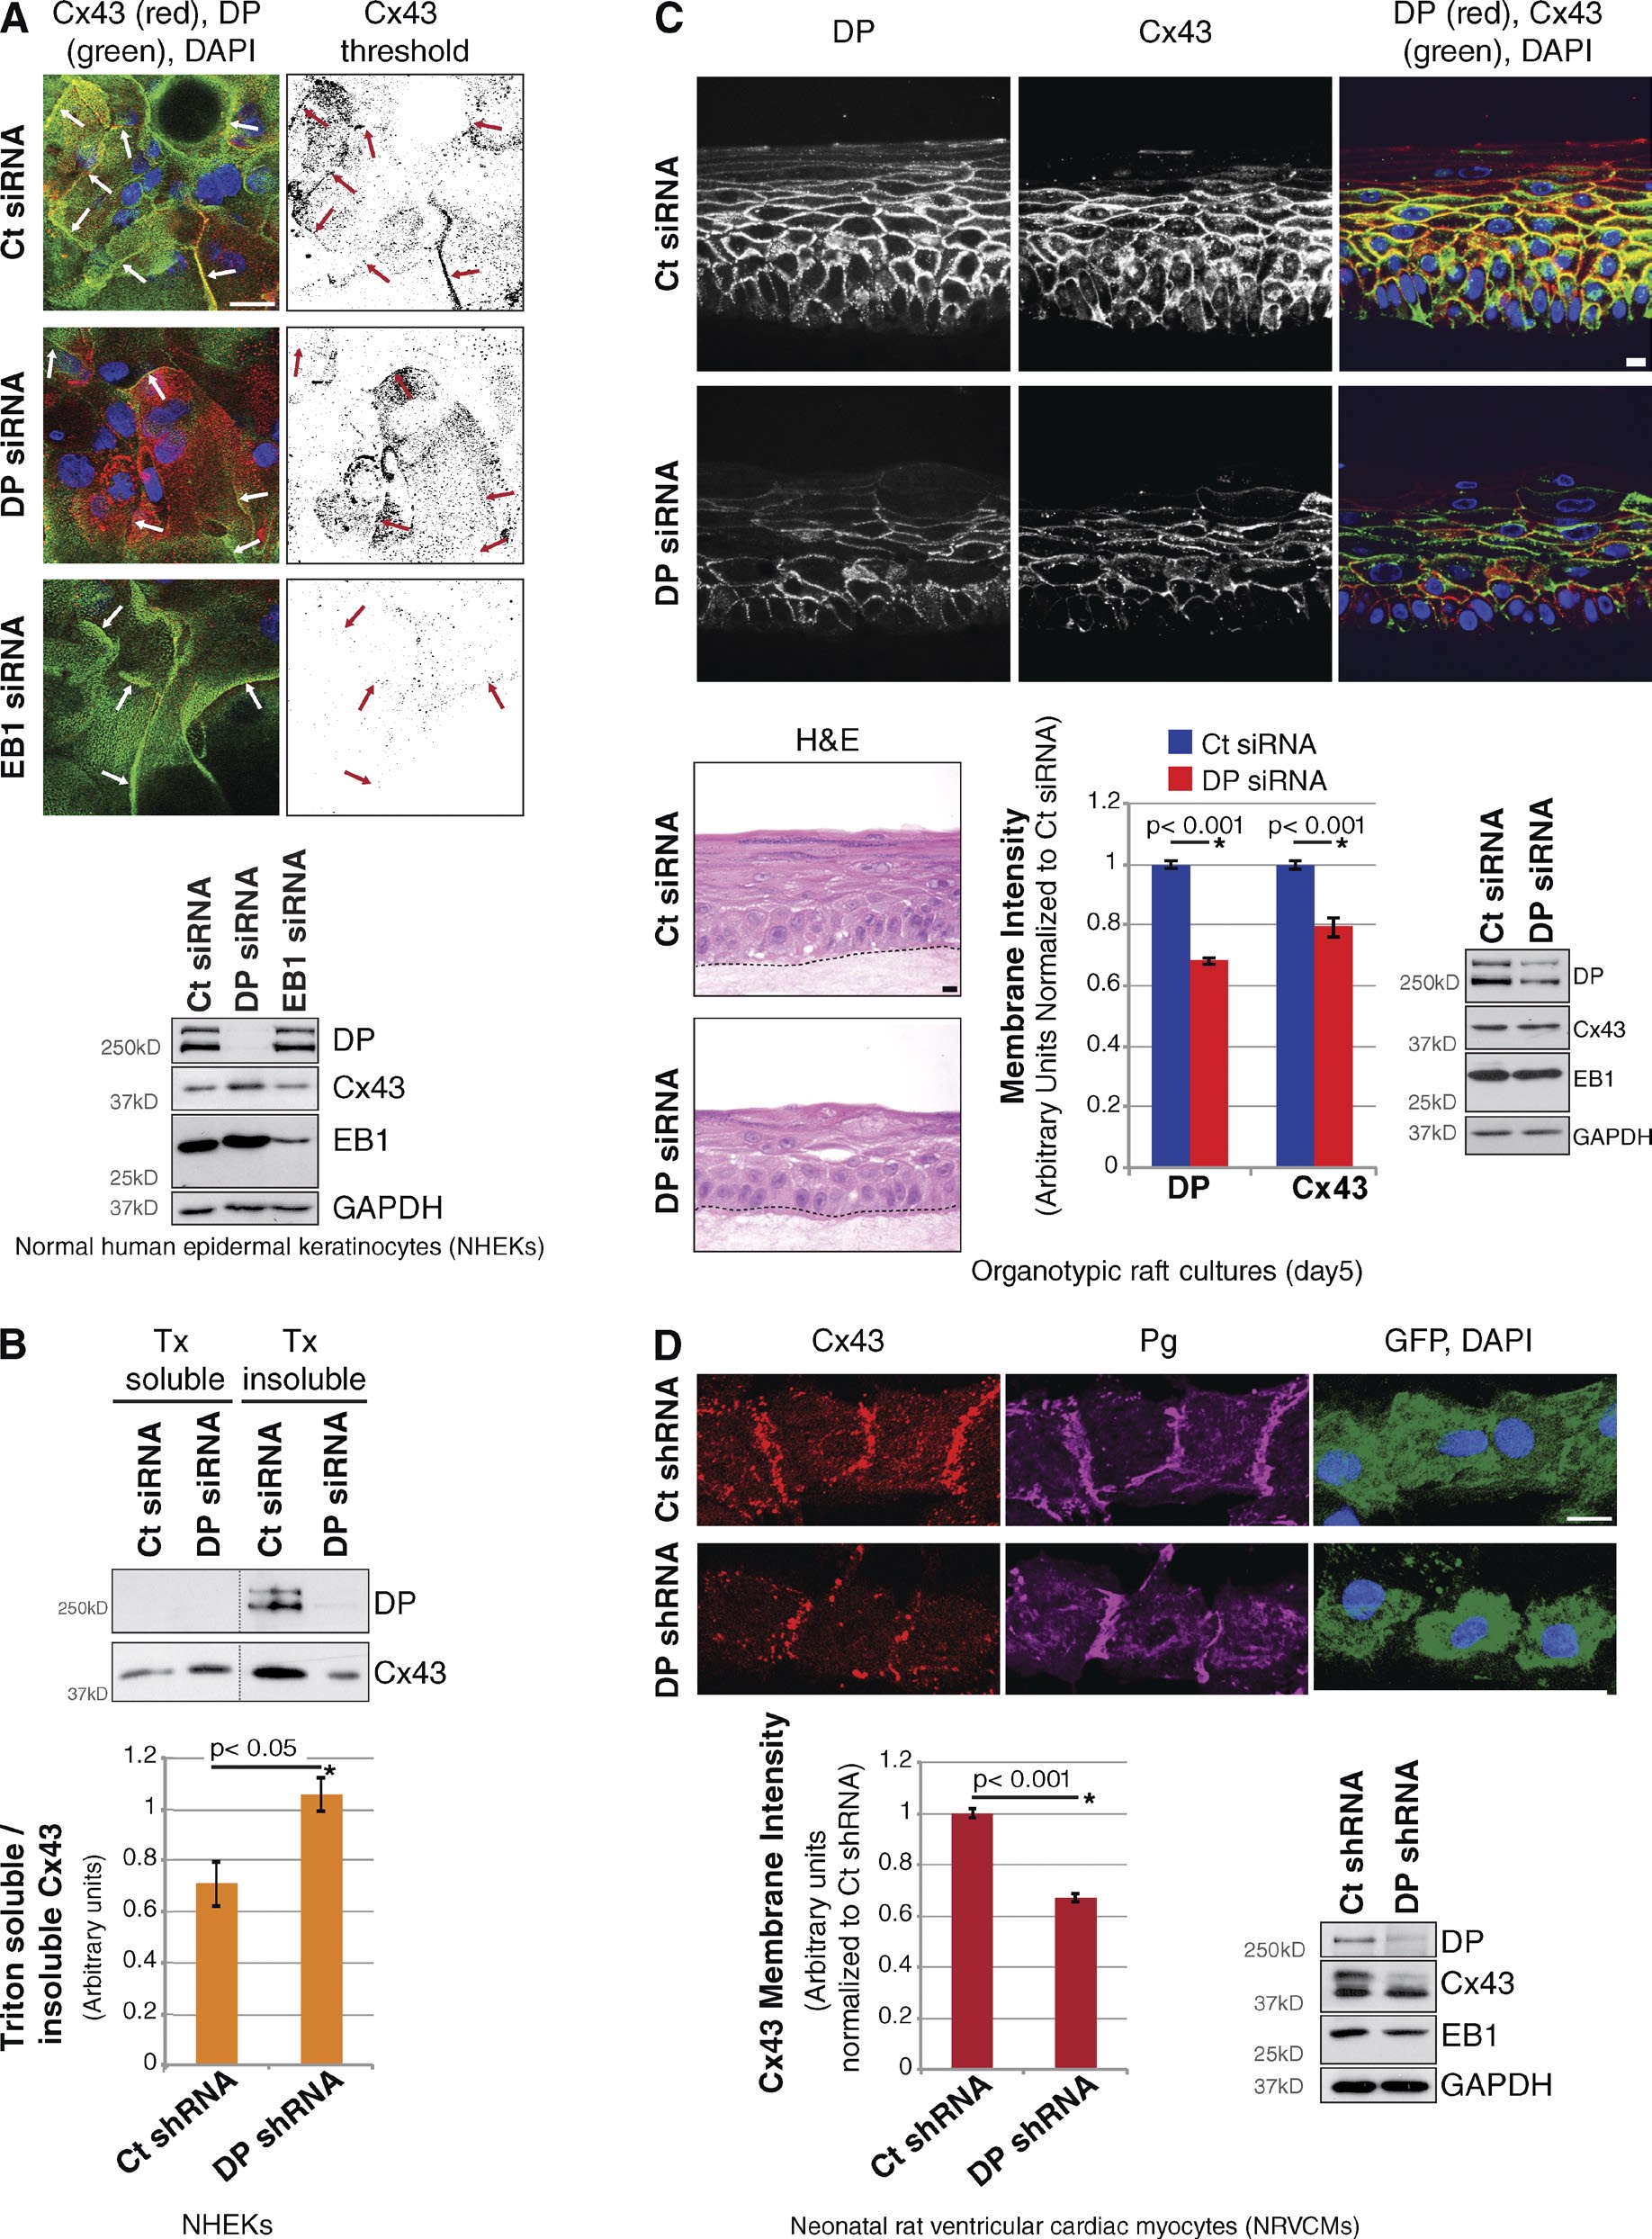 A
Cx43 (red), DP
(green), DAPI
Cx43
threshold
Ct siRNA
DP siRNA
EB1 siRNA
Ct siRNA
DP siRNA
EB1 siRNA
250kD
DP
37kD
Cx43
EB1
25kD
37kD
GAPDH
Normal human epidermal keratinocytes (NHEKs)
B
Tx
soluble
Tx
insoluble
Ct siRNA
DP siRNA
Ct siRNA
DP siRNA
250kD
DP
37kD
Cx43
Triton soluble /
insoluble Cx43
(Arbitrary units)
1.2
1
0.8
0.6
0.4
0.2
0
p< 0.05
*
Ct shRNA
DP shRNA
NHEKs
C
DP
Cx43
DP (red), Cx43
(green), DAPI
Ct siRNA
DP siRNA
H&E
Ct siRNA
DP siRNA
Membrane Intensity
(Arbitrary Units Normalized to Ct siRNA)
Ct siRNA
DP siRNA
1.2
1
0.8
0.6
0.4
0.2
0
p< 0.001
*
p< 0.001
*
DP
Cx43
Ct siRNA
DP siRNA
250kD
DP
37kD
Cx43
EB1
25kD
37kD
GAPDH
Organotypic raft cultures (day5)
D
Cx43
Pg
GFP, DAPI
Ct shRNA
DP shRNA
Cx43 Membrane Intensity
(Arbitrary units
normalized to Ct shRNA)
1.2
1
0.8
0.6
0.4
0.2
0
p< 0.001
*
Ct shRNA
DP shRNA
Ct shRNA
DP shRNA
250kD
DP
37kD
Cx43
EB1
25kD
37kD
GAPDH
Neonatal rat ventricular cardiac myocytes (NRVCMs)